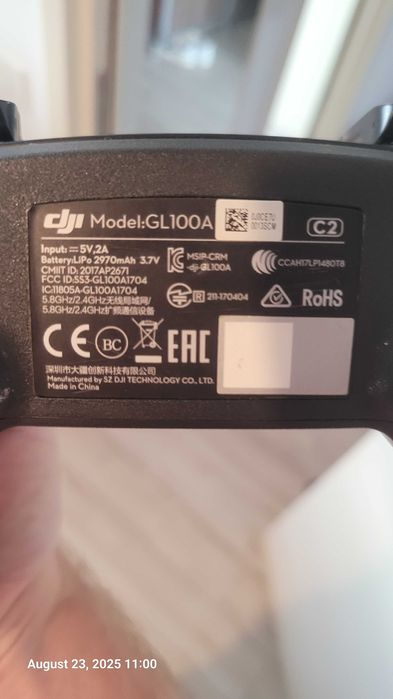 dji Model:GL100A 0J0CE7U C2
0013SCW
Input: ⎓ 5V,2A
Battery:LiPo 2970mAh 3.7V
CMIIT ID: 2017AP2671
FCC ID: SS3-GL100A1704
IC:11805A-GL100A1704
5.8GHz/2.4GHz无线局域网/
5.8GHz/2.4GHz扩频通信设备
MSIP-CRM
-dji-GL100A
CCAH17LP1480T8
R 211-170404
RoHS
CE BC EAC
深圳市大疆创新科技有限公司
Manufactured by SZ DJI TECHNOLOGY CO., LTD.
Made in China
August 23, 2025 11:00